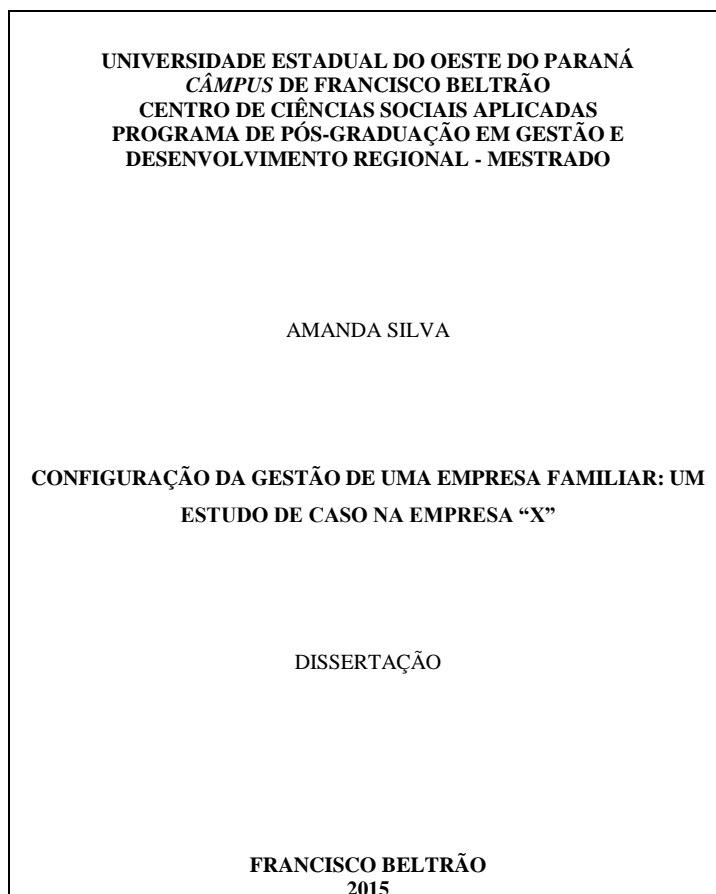 UNIVERSIDADE ESTADUAL DO OESTE DO PARANÁ
CÂMPUS DE FRANCISCO BELTRÃO
CENTRO DE CIÊNCIAS SOCIAIS APLICADAS
PROGRAMA DE PÓS-GRADUAÇÃO EM GESTÃO E
DESENVOLVIMENTO REGIONAL - MESTRADO
AMANDA SILVA
CONFIGURAÇÃO DA GESTÃO DE UMA EMPRESA FAMILIAR: UM
ESTUDO DE CASO NA EMPRESA “X”
DISSERTAÇÃO
FRANCISCO BELTRÃO
2015